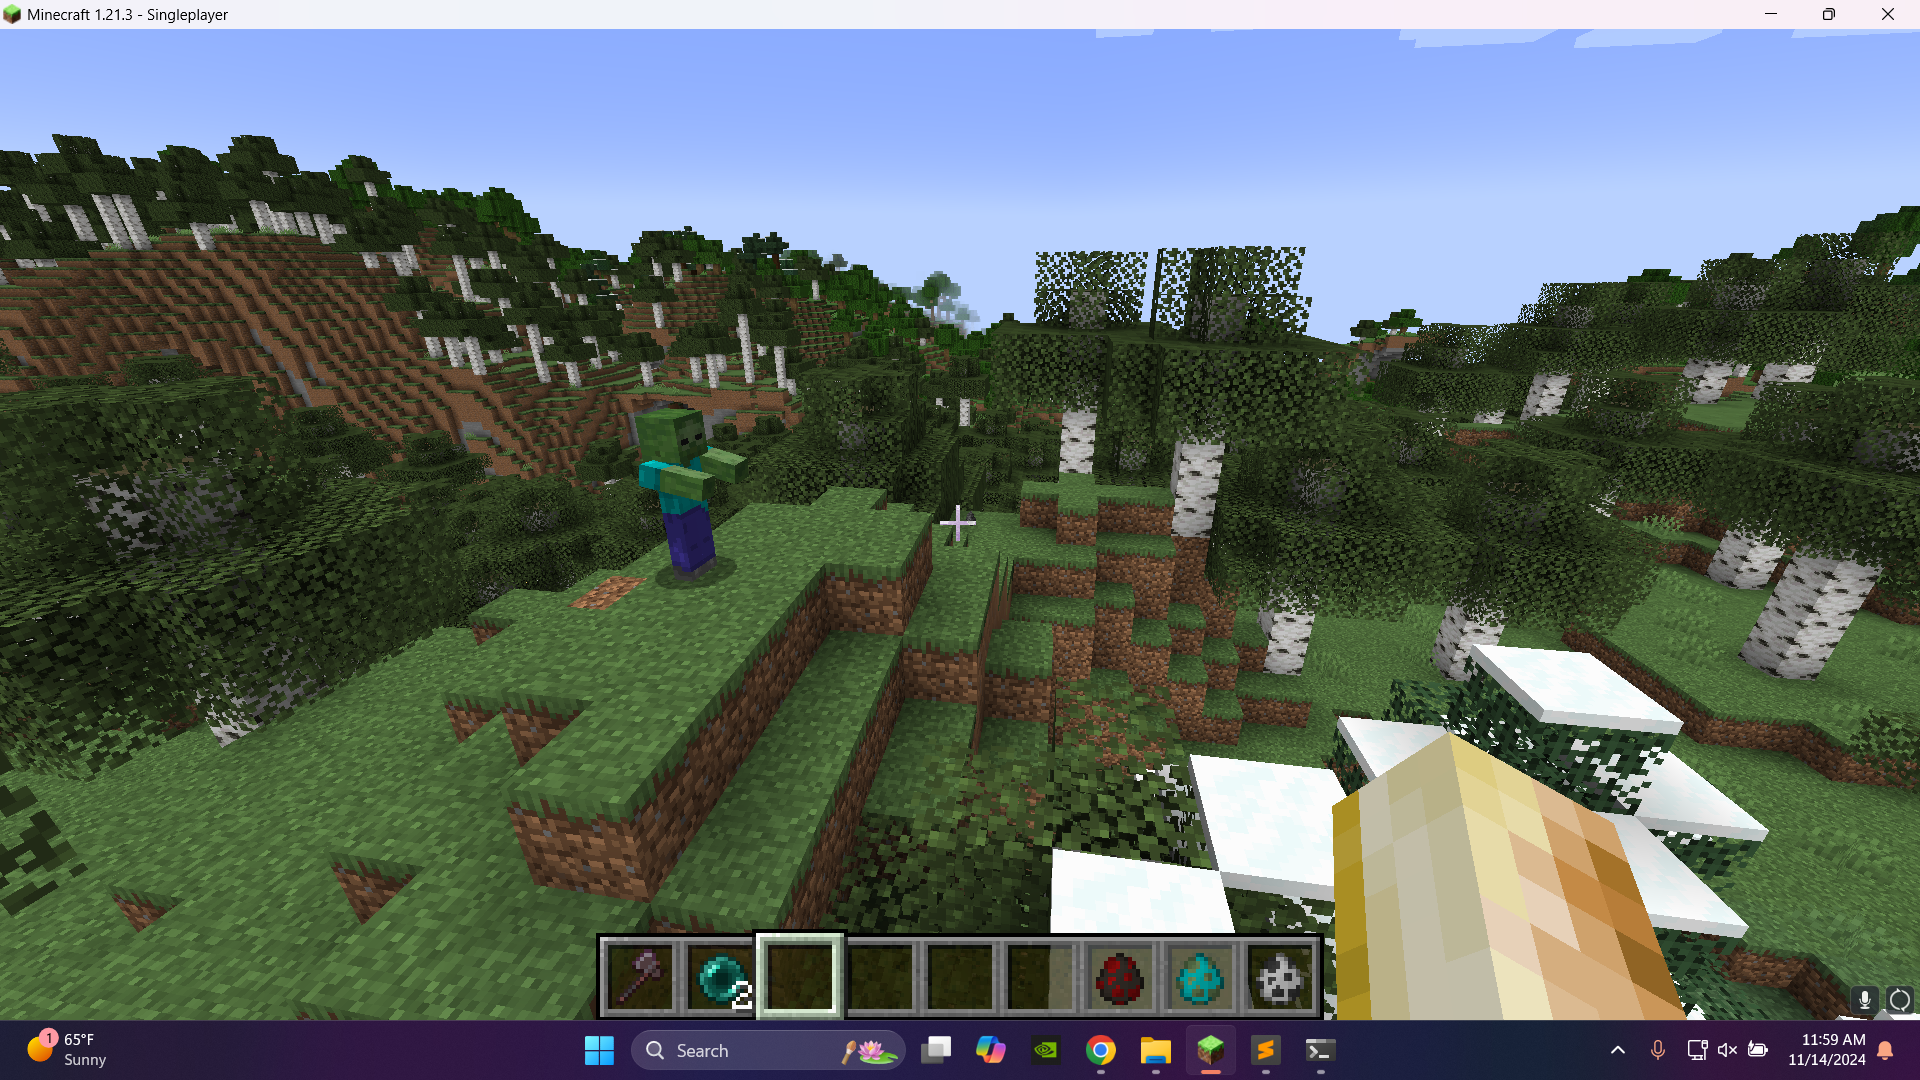 Minecraft 1.21.3 - Singleplayer
2
1
65°F
Sunny
Search
11:59 AM
11/14/2024